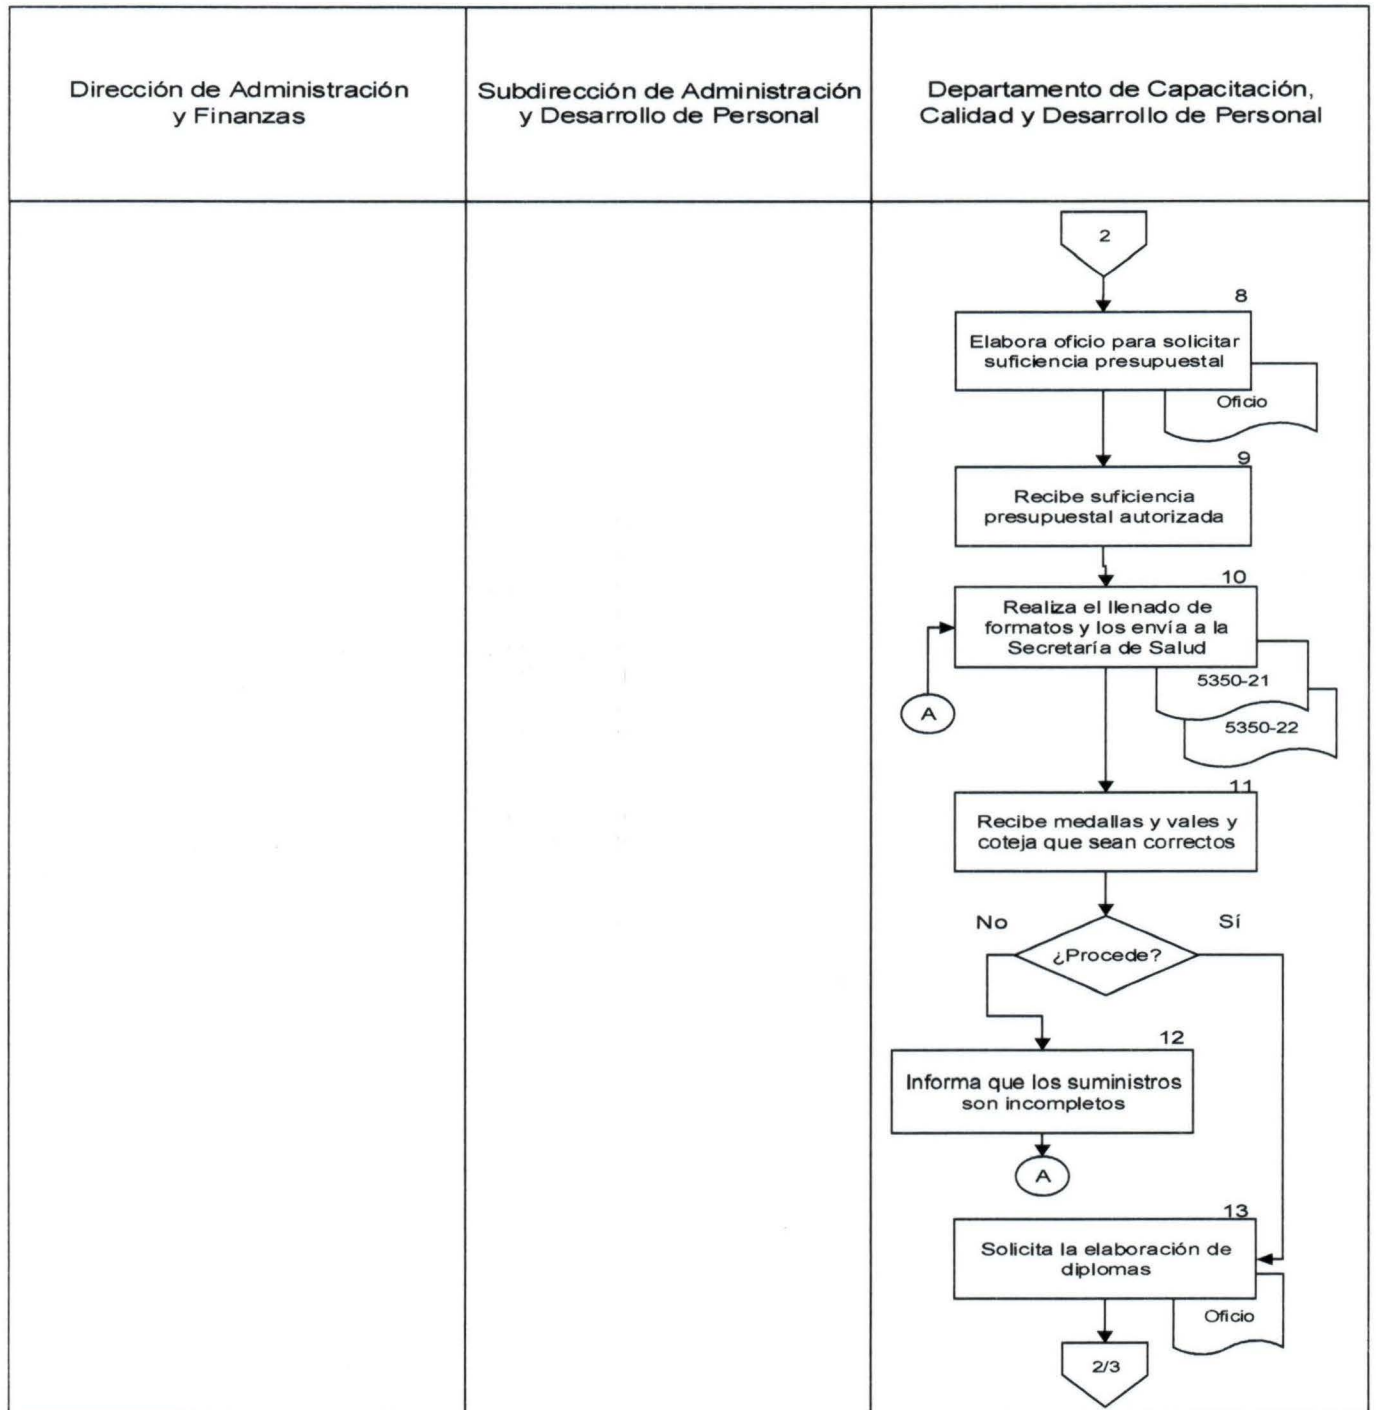 Dirección de Administración
y Finanzas
Subdirección de Administración
y Desarrollo de Personal
Departamento de Capacitación,
Calidad y Desarrollo de Personal
2
8
Elabora oficio para solicitar
suficiencia presupuestal
Oficio
9
Recibe suficiencia
presupuestal autorizada
10
Realiza el llenado de
formatos y los envía a la
Secretaría de Salud
5350-21
5350-22
A
11
Recibe medallas y vales y
coteja que sean correctos
No
Sí
¿Procede?
12
Informa que los suministros
son incompletos
A
13
Solicita la elaboración de
diplomas
Oficio
2/3